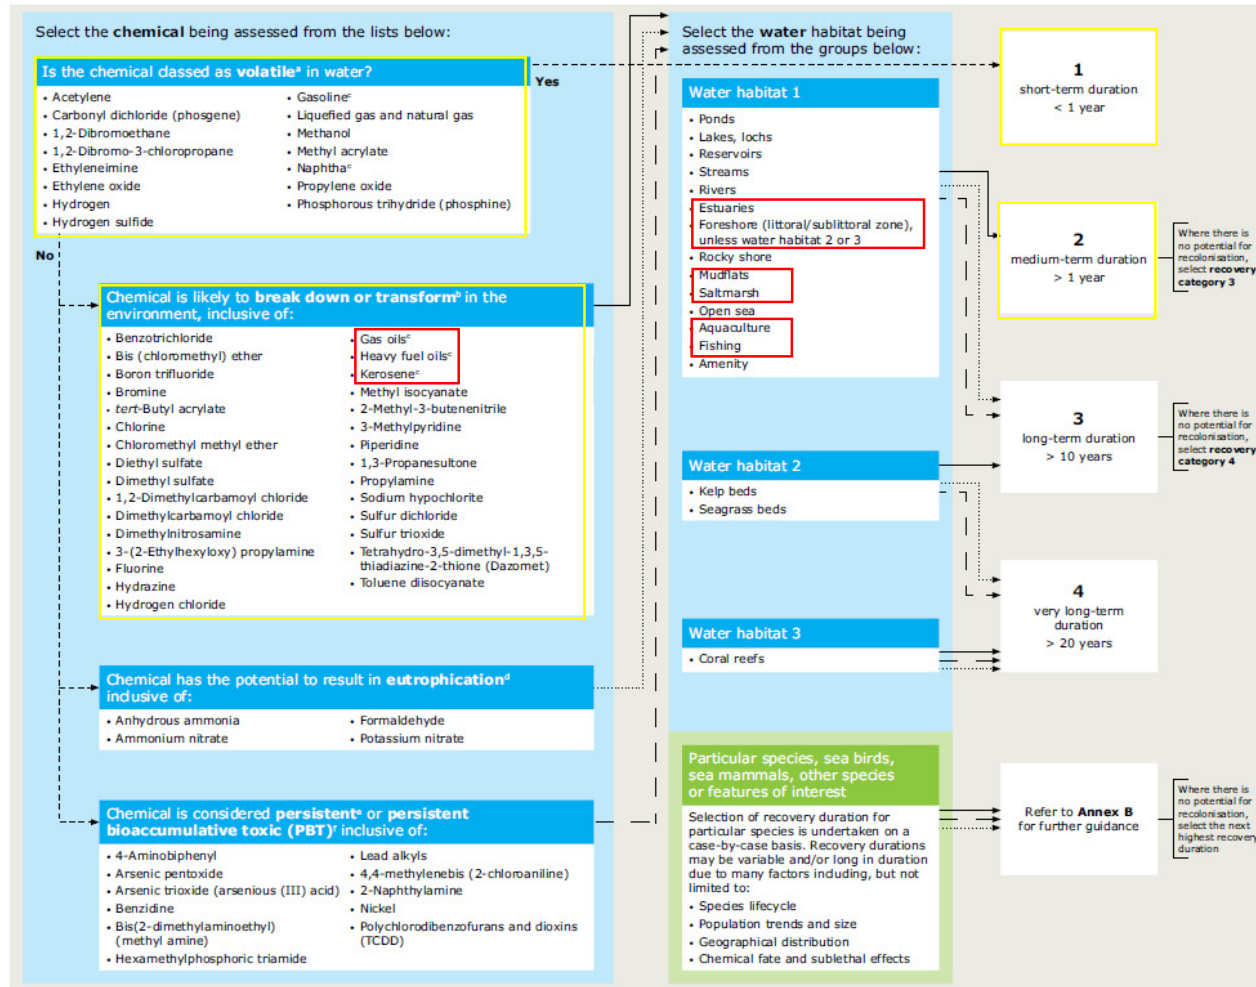 Select the chemical being assessed from the lists below:
Is the chemical classed as volatileᵃ in water?
• Acetylene
• Carbonyl dichloride (phosgene)
• 1,2-Dibromoethane
• 1,2-Dibromo-3-chloropropane
• Ethyleneimine
• Ethylene oxide
• Hydrogen
• Hydrogen sulfide
• Gasolineᶜ
• Liquefied gas and natural gas
• Methanol
• Methyl acrylate
• Naphthaᶜ
• Propylene oxide
• Phosphorous trihydride (phosphine)
Yes
No
Chemical is likely to break down or transformᵇ in the
environment, inclusive of:
• Benzotrichloride
• Bis (chloromethyl) ether
• Boron trifluoride
• Bromine
• tert-Butyl acrylate
• Chlorine
• Chloromethyl methyl ether
• Diethyl sulfate
• Dimethyl sulfate
• 1,2-Dimethylcarbamoyl chloride
• Dimethylcarbamoyl chloride
• Dimethylnitrosamine
• 3-(2-Ethylhexyloxy) propylamine
• Fluorine
• Hydrazine
• Hydrogen chloride
• Gas oilsᶜ
• Heavy fuel oilsᶜ
• Keroseneᶜ
• Methyl isocyanate
• 2-Methyl-3-butenenitrile
• 3-Methylpyridine
• Piperidine
• 1,3-Propanesultone
• Propylamine
• Sodium hypochlorite
• Sulfur dichloride
• Sulfur trioxide
• Tetrahydro-3,5-dimethyl-1,3,5-
thiadiazine-2-thione (Dazomet)
• Toluene diisocyanate
Chemical has the potential to result in eutrophicationᵈ
inclusive of:
• Anhydrous ammonia
• Ammonium nitrate
• Formaldehyde
• Potassium nitrate
Chemical is considered persistentᵉ or persistent
bioaccumulative toxic (PBT)ᶠ inclusive of:
• 4-Aminobiphenyl
• Arsenic pentoxide
• Arsenic trioxide (arsenious (III) acid)
• Benzidine
• Bis(2-dimethylaminoethyl)
(methyl amine)
• Hexamethylphosphoric triamide
• Lead alkyls
• 4,4-methylenebis (2-chloroaniline)
• 2-Naphthylamine
• Nickel
• Polychlorodibenzofurans and dioxins
(TCDD)
Select the water habitat being
assessed from the groups below:
Water habitat 1
• Ponds
• Lakes, lochs
• Reservoirs
• Streams
• Rivers
• Estuaries
• Foreshore (littoral/sublittoral zone),
unless water habitat 2 or 3
• Rocky shore
• Mudflats
• Saltmarsh
• Open sea
• Aquaculture
• Fishing
• Amenity
Water habitat 2
• Kelp beds
• Seagrass beds
Water habitat 3
• Coral reefs
Particular species, sea birds,
sea mammals, other species
or features of interest
Selection of recovery duration for
particular species is undertaken on a
case-by-case basis. Recovery durations
may be variable and/or long in duration
due to many factors including, but not
limited to:
• Species lifecycle
• Population trends and size
• Geographical distribution
• Chemical fate and sublethal effects
1
short-term duration
< 1 year
2
medium-term duration
> 1 year
Where there is
no potential for
recolonisation,
select recovery
category 3
3
long-term duration
> 10 years
Where there is
no potential for
recolonisation,
select recovery
category 4
4
very long-term
duration
> 20 years
Refer to Annex B
for further guidance
Where there is
no potential for
recolonisation,
select the next
highest recovery
duration